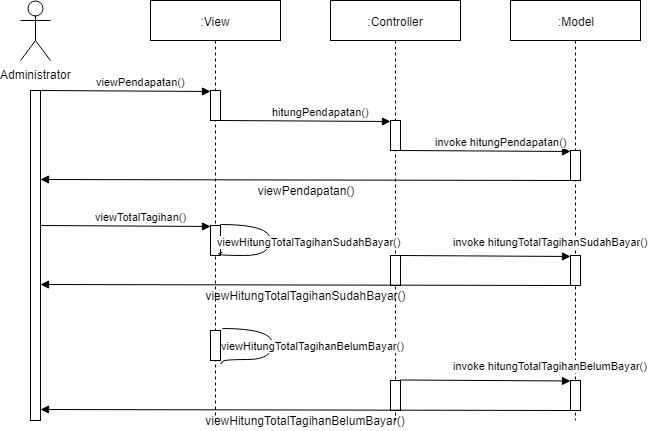 :View
:Controller
:Model
Administrator
viewPendapatan()
hitungPendapatan()
invoke hitungPendapatan()
viewPendapatan()
viewTotalTagihan()
viewHitungTotalTagihanSudahBayar()
invoke hitungTotalTagihanSudahBayar()
viewHitungTotalTagihanSudahBayar()
viewHitungTotalTagihanBelumBayar()
invoke hitungTotalTagihanBelumBayar()
viewHitungTotalTagihanBelumBayar()